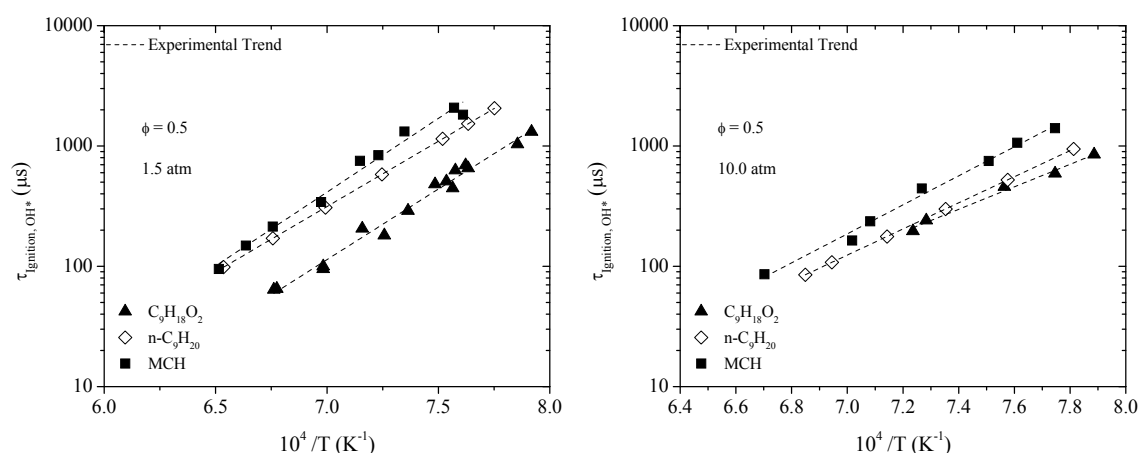 10000
1000
100
10
τIgnition, OH* (μs)
------ Experimental Trend
ϕ = 0.5
1.5 atm
▲ C₉H₁₈O₂
◇ n-C₉H₂₀
■ MCH
6.0 6.5 7.0 7.5 8.0
10⁴ /T (K⁻¹)
10000
1000
100
10
τIgnition, OH* (μs)
------ Experimental Trend
ϕ = 0.5
10.0 atm
▲ C₉H₁₈O₂
◇ n-C₉H₂₀
■ MCH
6.4 6.6 6.8 7.0 7.2 7.4 7.6 7.8 8.0
10⁴ /T (K⁻¹)